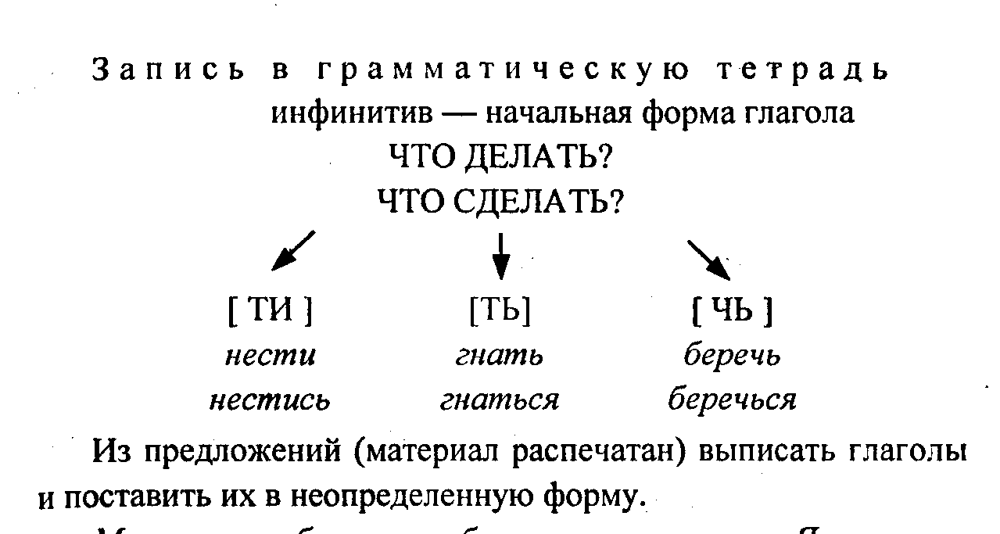 Запись в грамматическую тетрадь
инфинитив — начальная форма глагола
ЧТО ДЕЛАТЬ?
ЧТО СДЕЛАТЬ?
[ ТИ ] [ТЬ] [ ЧЬ ]
нести гнать беречь
нестись гнаться беречься
Из предложений (материал распечатан) выписать глаголы
и поставить их в неопределенную форму.